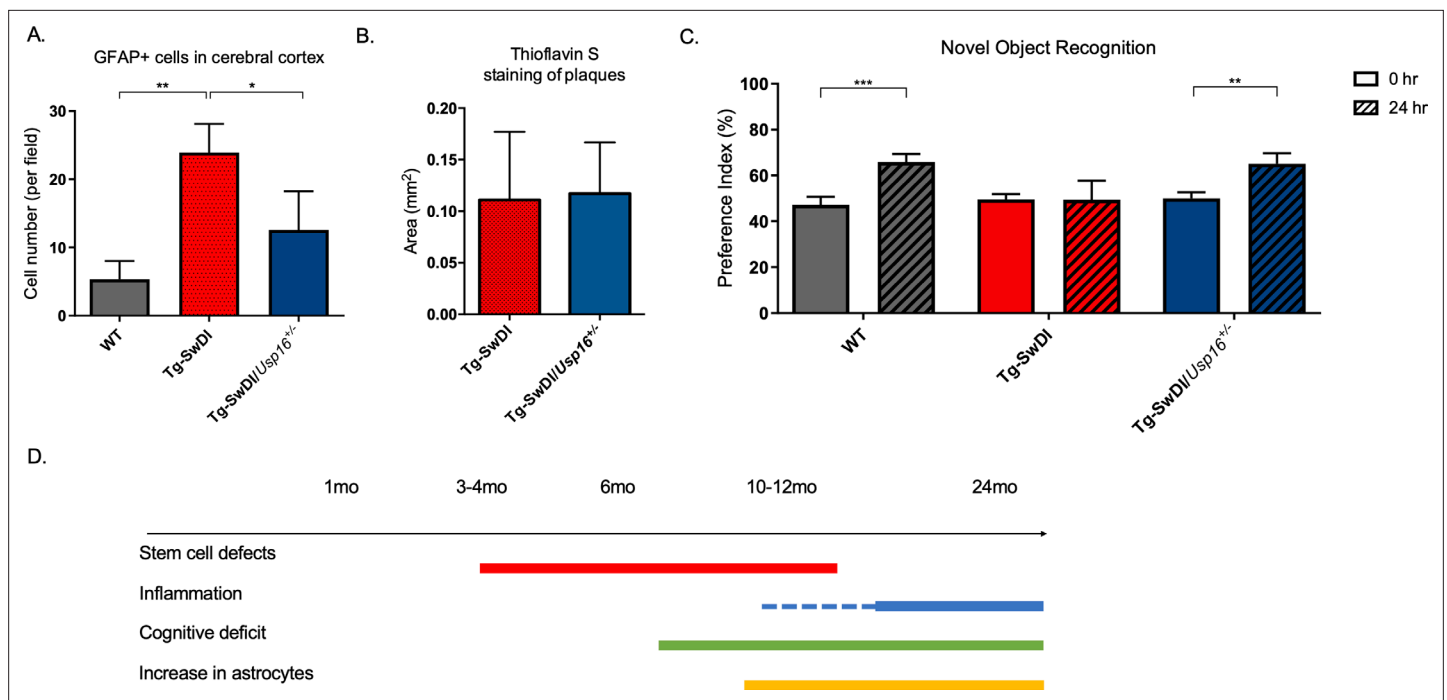 A.
GFAP+ cells in cerebral cortex
**
*
Cell number (per field)
30
20
10
0
WT
Tg-SwDI
Tg-SwDI/Usp16+/-
B.
Thioflavin S
staining of plaques
Area (mm2)
0.20
0.15
0.10
0.05
0.00
Tg-SwDI
Tg-SwDI/Usp16+/-
C.
Novel Object Recognition
***
**
0 hr
24 hr
Preference Index (%)
100
80
60
40
20
0
WT
Tg-SwDI
Tg-SwDI/Usp16+/-
D.
1mo 3-4mo 6mo 10-12mo 24mo
Stem cell defects
Inflammation
Cognitive deficit
Increase in astrocytes